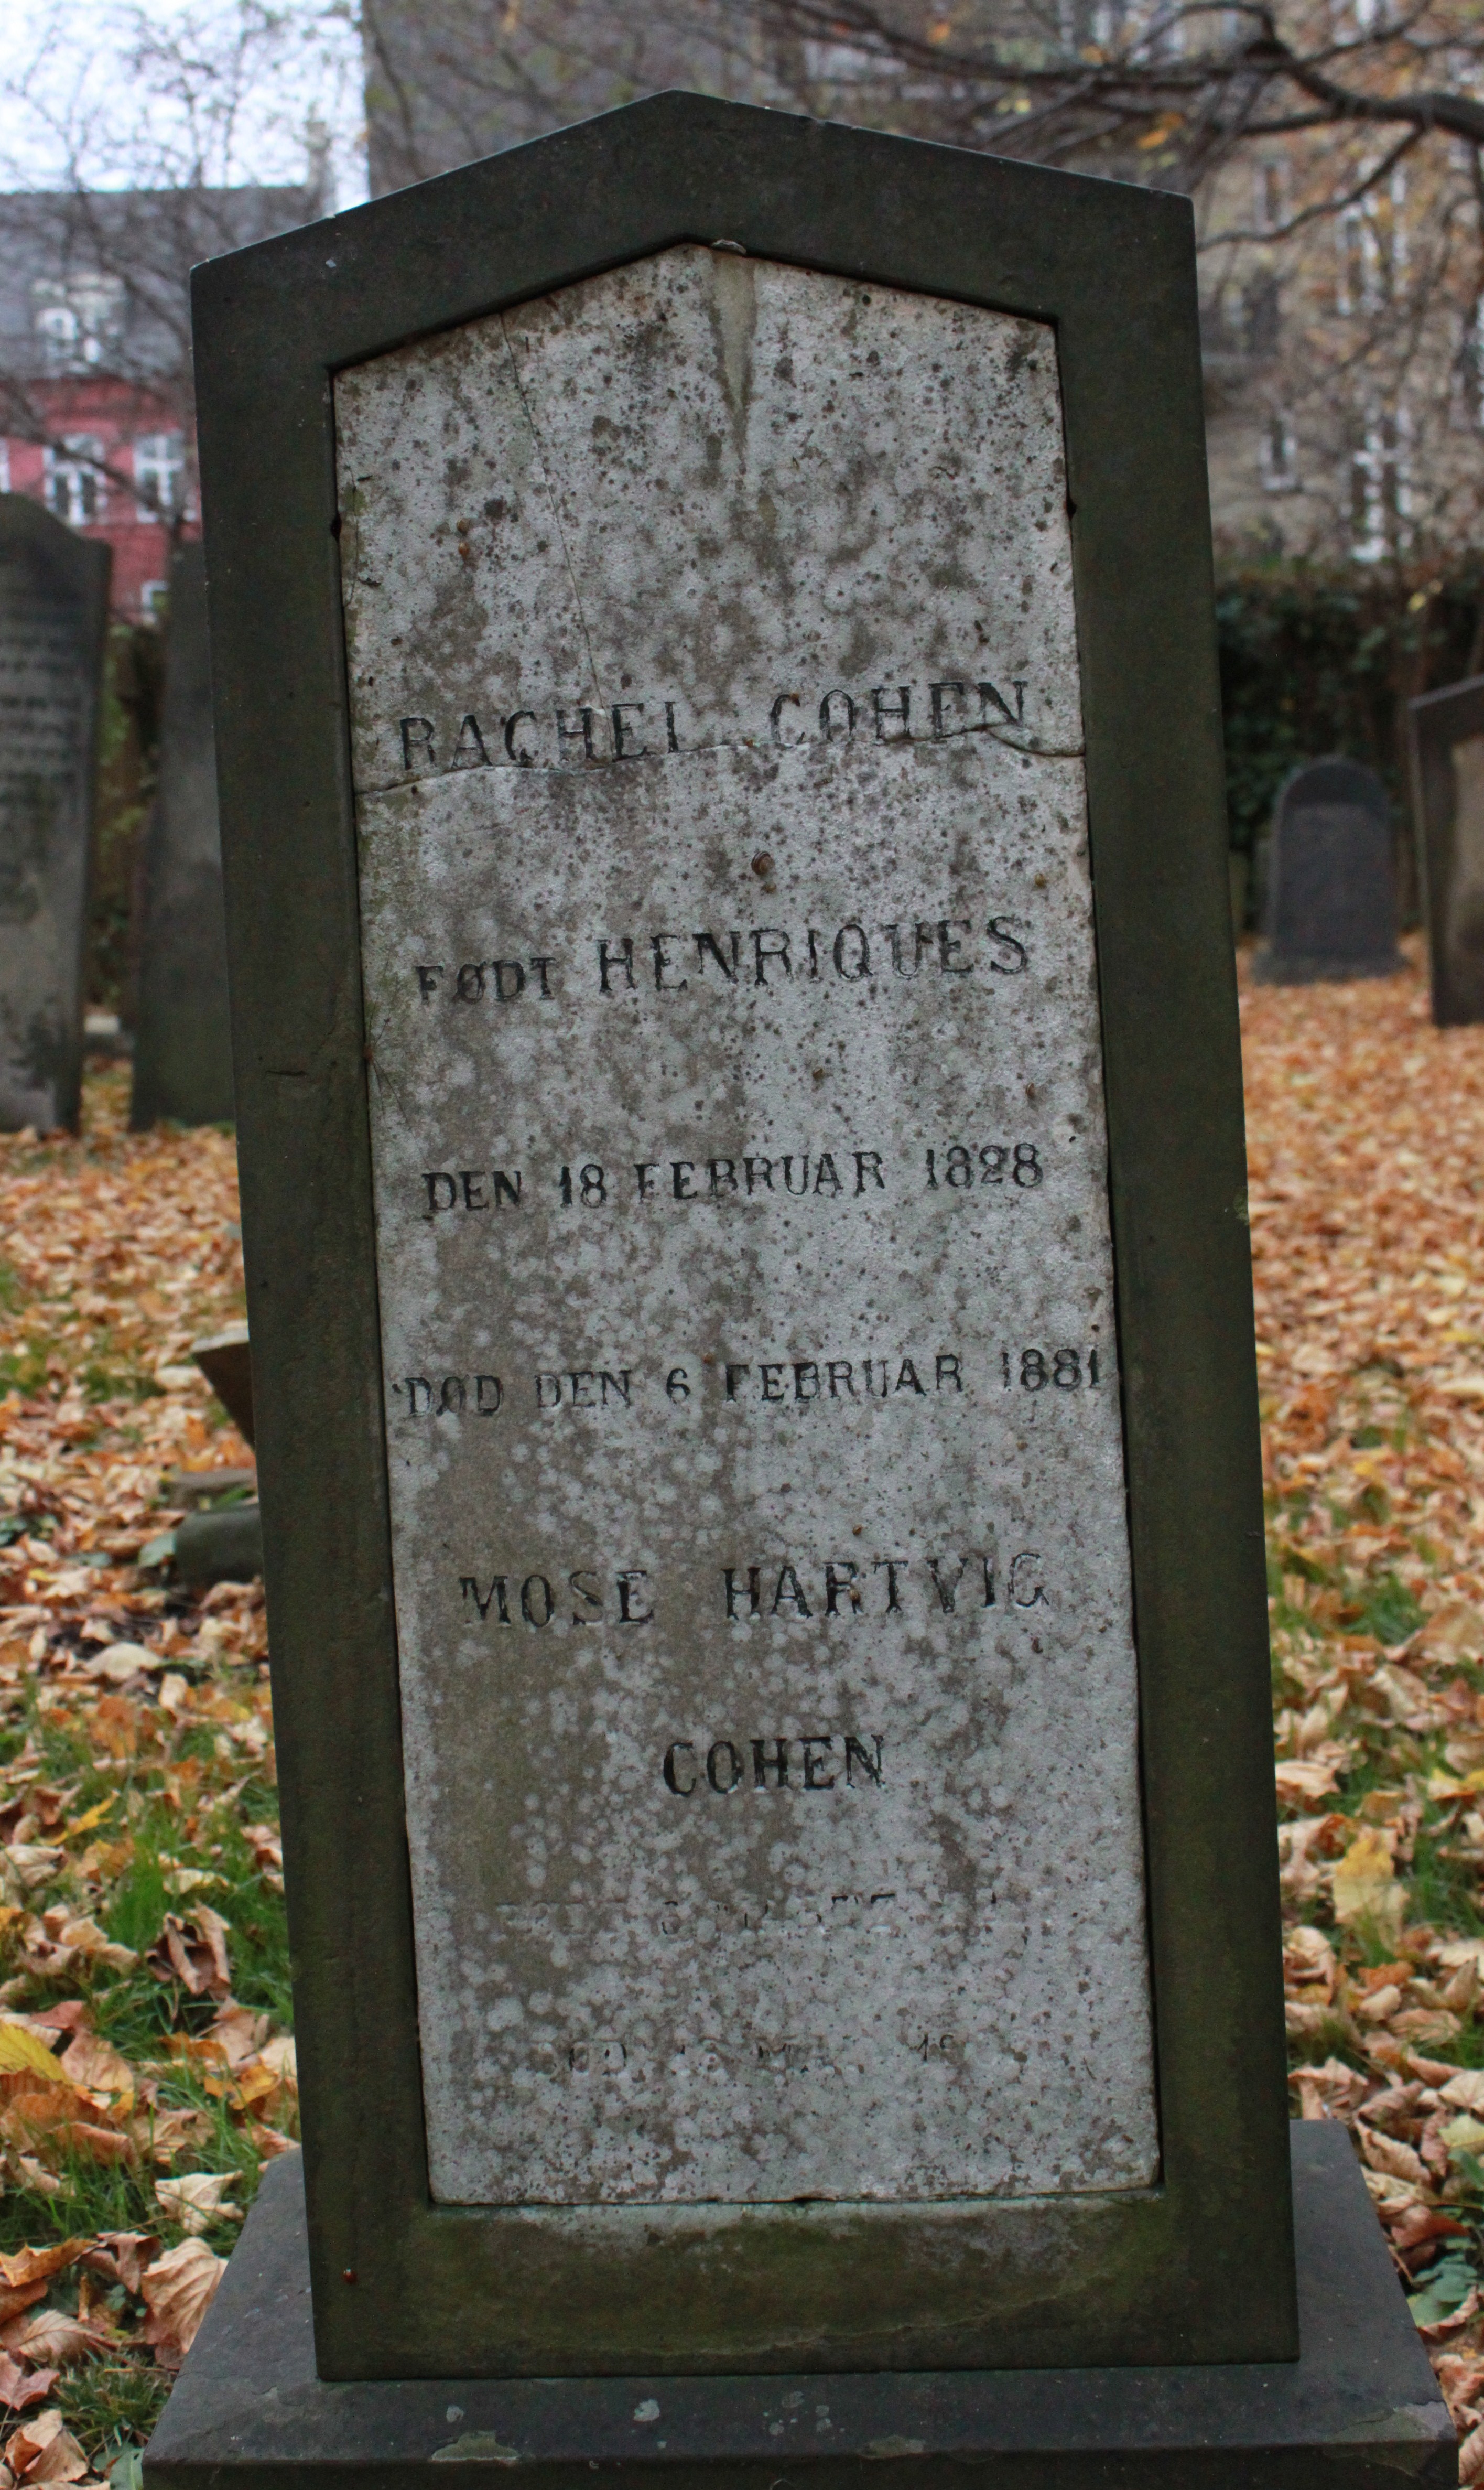 RACHEL COHEN
FØDT HENRIQUES
DEN 18 FEBRUAR 1828
DØD DEN 6 FEBRUAR 1881
MOSE HARTVIG
COHEN